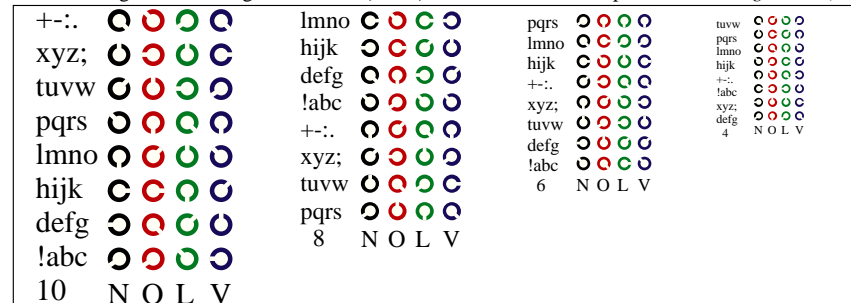 +-:.
xyz;
tuvw
pqrs
lmno
hijk
defg
!abc
10 N O L V
lmno
hijk
defg
!abc
+-:.
xyz;
tuvw
pqrs
8 N O L V
pqrs
lmno
hijk
+-:.
xyz;
tuvw
defg
!abc
6 N O L V
tuvw
pqrs
lmno
hijk
+-:.
!abc
xyz;
defg
4 N O L V